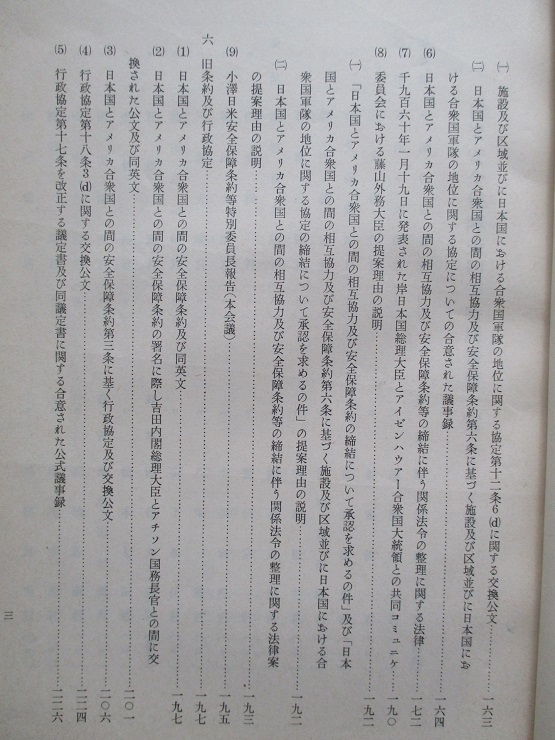 ㈠ 施設及び区域並びに日本国における合衆国軍隊の地位に関する協定第十二条6(d)に関する交換公文……一六三
㈡ 日本国とアメリカ合衆国との間の相互協力及び安全保障条約第六条に基づく施設及び区域並びに日本国にお
ける合衆国軍隊の地位に関する協定についての合意された議事録……一六四
(6) 日本国とアメリカ合衆国との間の相互協力及び安全保障条約等の締結に伴う関係法令の整理に関する法律……一七二
(7) 千九百六十年一月十九日に発表された岸日本国総理大臣とアイゼンハウアー合衆国大統領との共同コミュニケ……一九〇
(8) 委員会における藤山外務大臣の提案理由の説明……一九二
㈠ 「日本国とアメリカ合衆国との間の相互協力及び安全保障条約の締結について承認を求めるの件」及び「日本
国とアメリカ合衆国との間の相互協力及び安全保障条約第六条に基づく施設及び区域並びに日本国における合
衆国軍隊の地位に関する協定の締結について承認を求めるの件」の提案理由の説明……一九二
㈡ 日本国とアメリカ合衆国との間の相互協力及び安全保障条約等の締結に伴う関係法令の整理に関する法律案
の提案理由の説明……一九三
(9) 小澤日米安全保障条約等特別委員長報告(本会議)……一九五
六 旧条約及び行政協定……一九七
(1) 日本国とアメリカ合衆国との間の安全保障条約及び同英文……一九七
(2) 日本国とアメリカ合衆国との間の安全保障条約の署名に際し吉田内閣総理大臣とアチソン国務長官との間に交
換された公文及び同英文……二〇一
(3) 日本国とアメリカ合衆国との間の安全保障条約第三条に基く行政協定及び交換公文……二〇六
(4) 行政協定第十八条3(d)に関する交換公文……二二四
(5) 行政協定第十七条を改正する議定書及び同議定書に関する合意された公式議事録……二二六
三